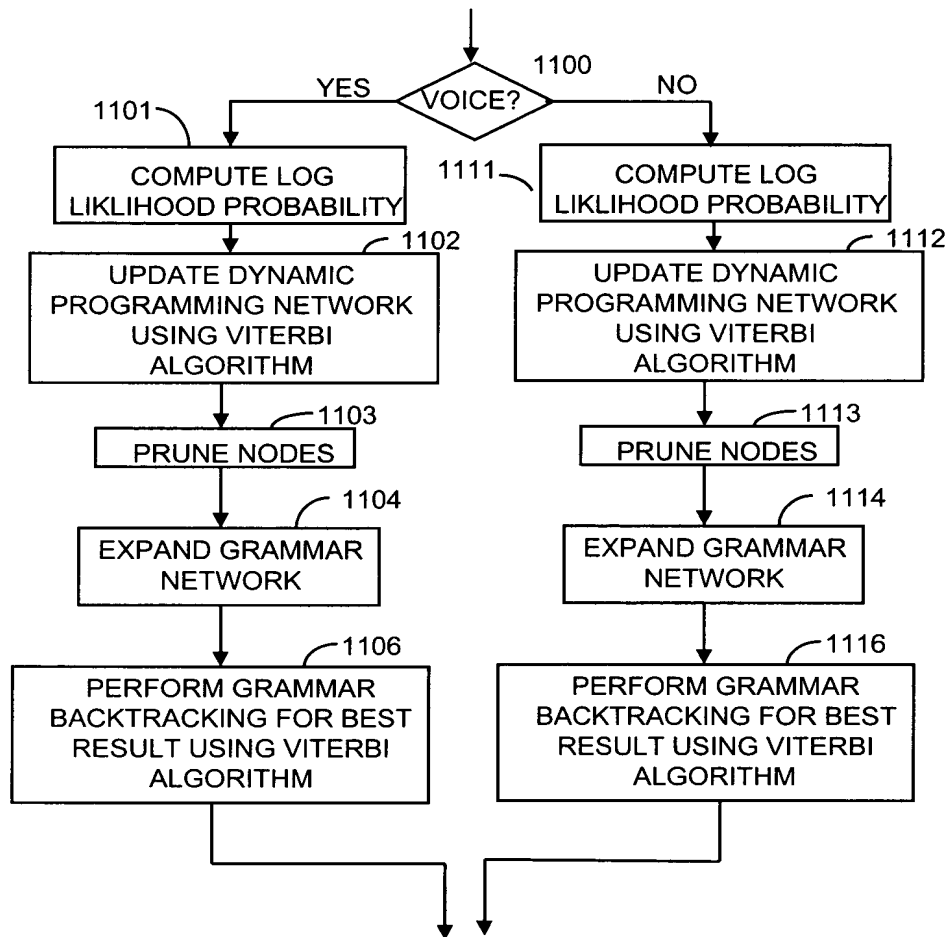 1100
YES
VOICE?
NO
1101
COMPUTE LOG
LIKLIHOOD PROBABILITY
1102
UPDATE DYNAMIC
PROGRAMMING NETWORK
USING VITERBI
ALGORITHM
1103
PRUNE NODES
1104
EXPAND GRAMMAR
NETWORK
1106
PERFORM GRAMMAR
BACKTRACKING FOR BEST
RESULT USING VITERBI
ALGORITHM
1111
COMPUTE LOG
LIKLIHOOD PROBABILITY
1112
UPDATE DYNAMIC
PROGRAMMING NETWORK
USING VITERBI
ALGORITHM
1113
PRUNE NODES
1114
EXPAND GRAMMAR
NETWORK
1116
PERFORM GRAMMAR
BACKTRACKING FOR BEST
RESULT USING VITERBI
ALGORITHM